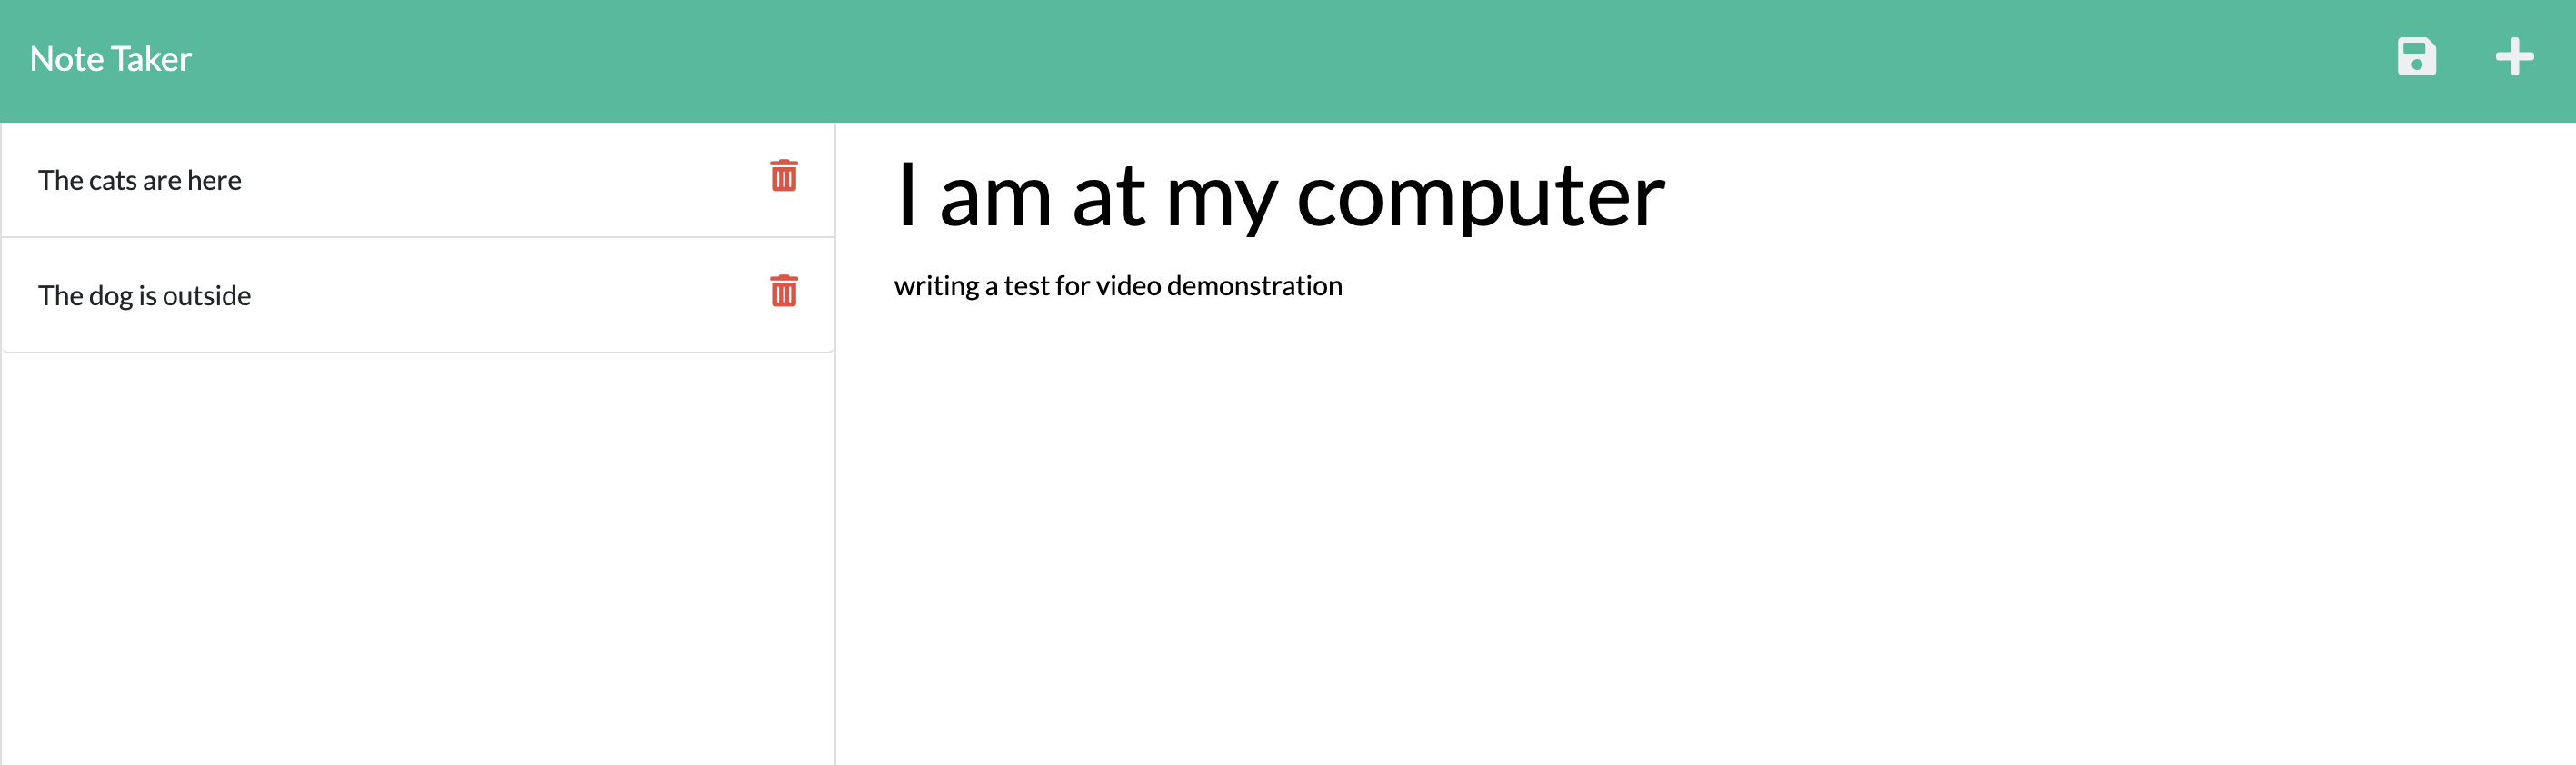 Note Taker
The cats are here
The dog is outside
I am at my computer
writing a test for video demonstration